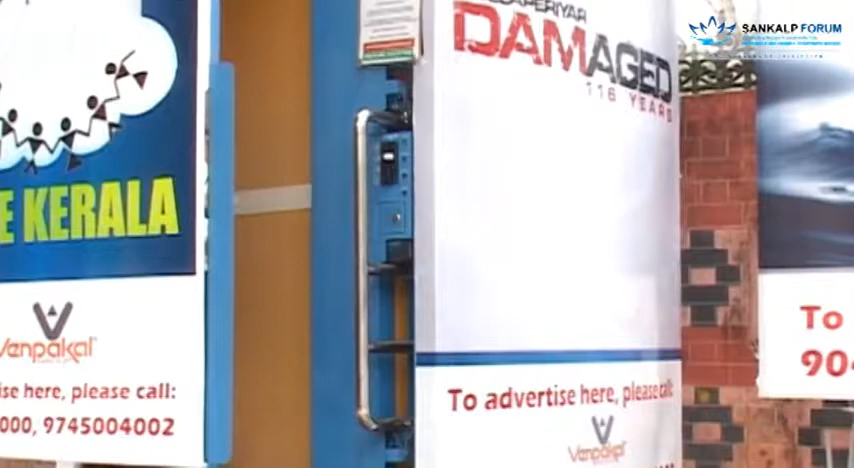 E KERALA
Venpakal
ise here, please call:
000, 9745004002
APERIYAR
DAMAGED
116 YEARS
To advertise here, please call:
Venpakal
SANKALP FORUM
To
90